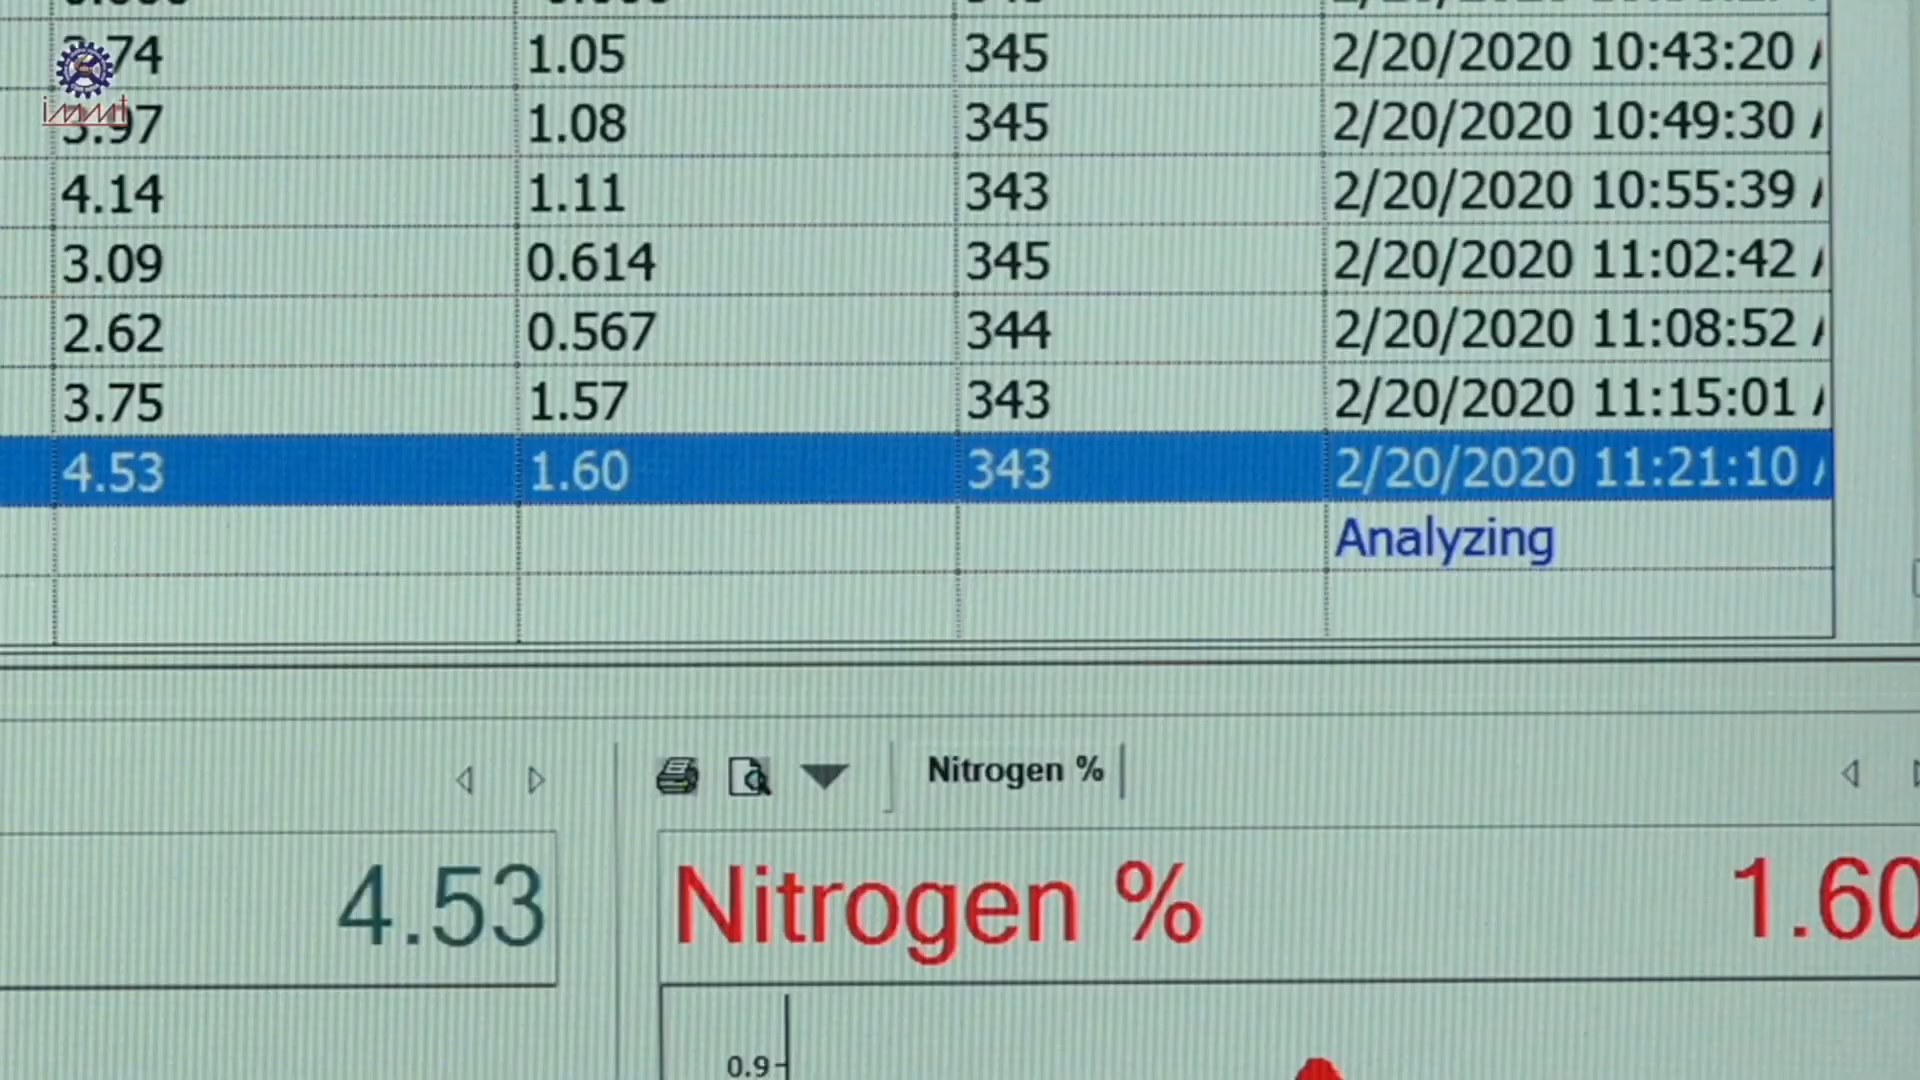 1.05 345 2/20/2020 10:43:20
1.08 345 2/20/2020 10:49:30
4.14 1.11 343 2/20/2020 10:55:39
3.09 0.614 345 2/20/2020 11:02:42
2.62 0.567 344 2/20/2020 11:08:52
3.75 1.57 343 2/20/2020 11:15:01
4.53 1.60 343 2/20/2020 11:21:10
Analyzing
Nitrogen %
4.53
Nitrogen % 1.60
0.9
immt